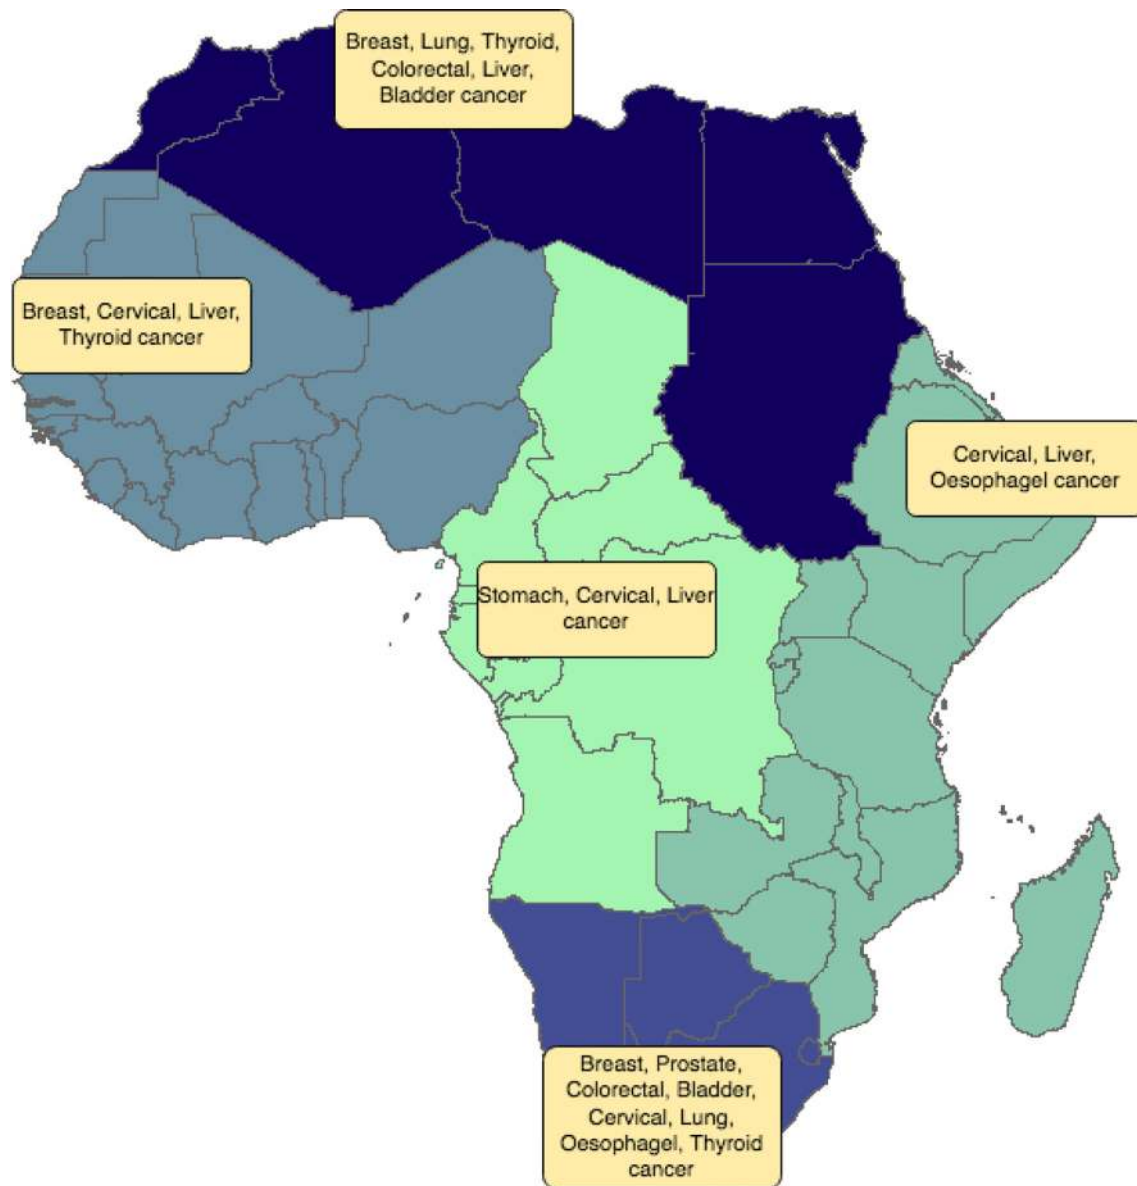 Breast, Lung, Thyroid,
Colorectal, Liver,
Bladder cancer
Breast, Cervical, Liver,
Thyroid cancer
Cervical, Liver,
Oesophagel cancer
Stomach, Cervical, Liver
cancer
Breast, Prostate,
Colorectal, Bladder,
Cervical, Lung,
Oesophagel, Thyroid
cancer